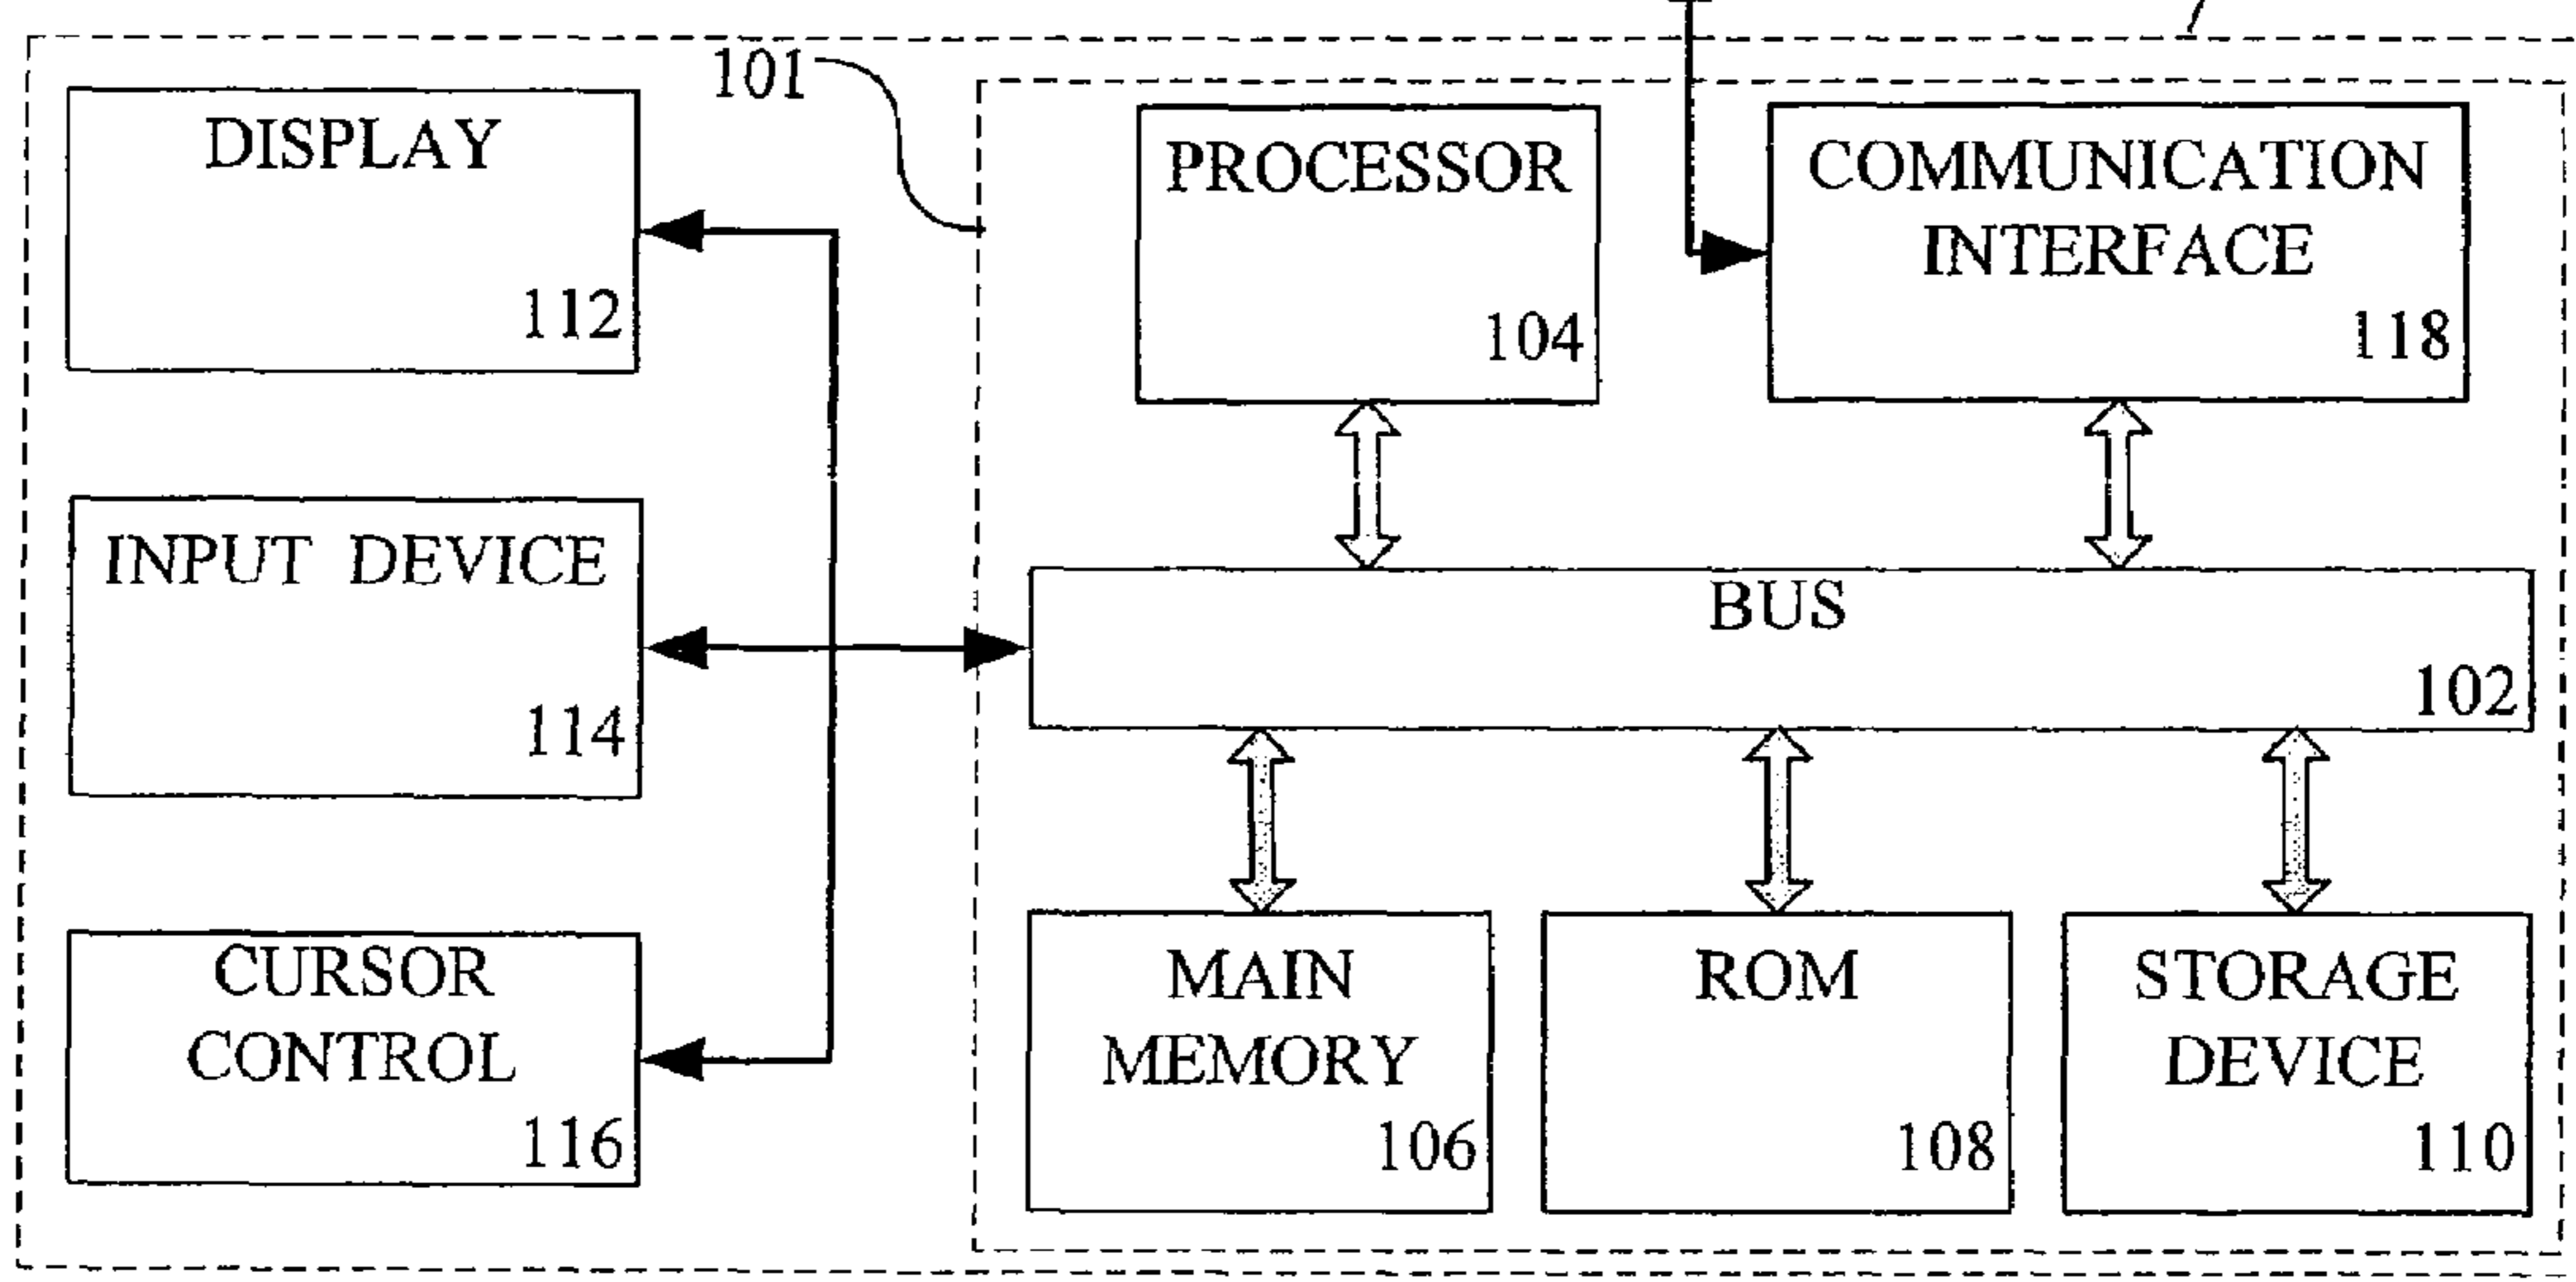 101
DISPLAY
112
INPUT DEVICE
114
CURSOR
CONTROL
116
PROCESSOR
104
COMMUNICATION
INTERFACE
118
BUS
102
MAIN
MEMORY
106
ROM
108
STORAGE
DEVICE
110